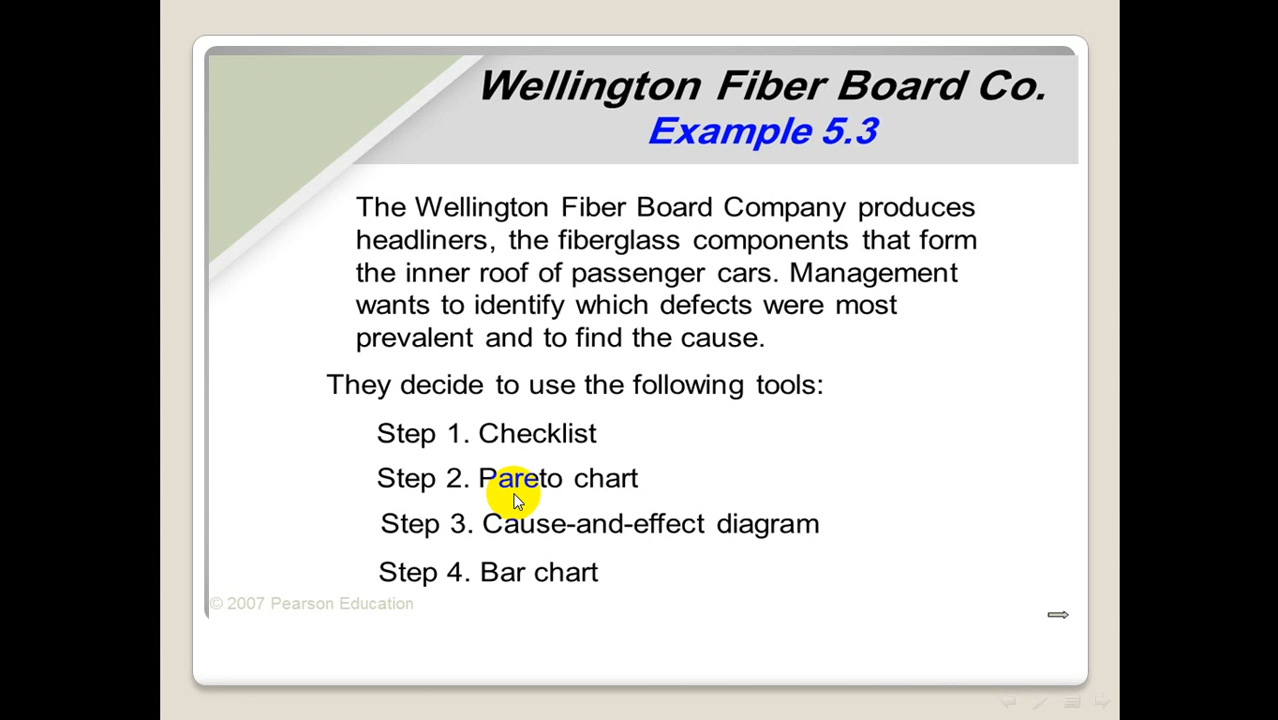 Wellington Fiber Board Co.
Example 5.3
The Wellington Fiber Board Company produces
headliners, the fiberglass components that form
the inner roof of passenger cars. Management
wants to identify which defects were most
prevalent and to find the cause.
They decide to use the following tools:
Step 1. Checklist
Step 2. Pareto chart
Step 3. Cause-and-effect diagram
Step 4. Bar chart
© 2007 Pearson Education